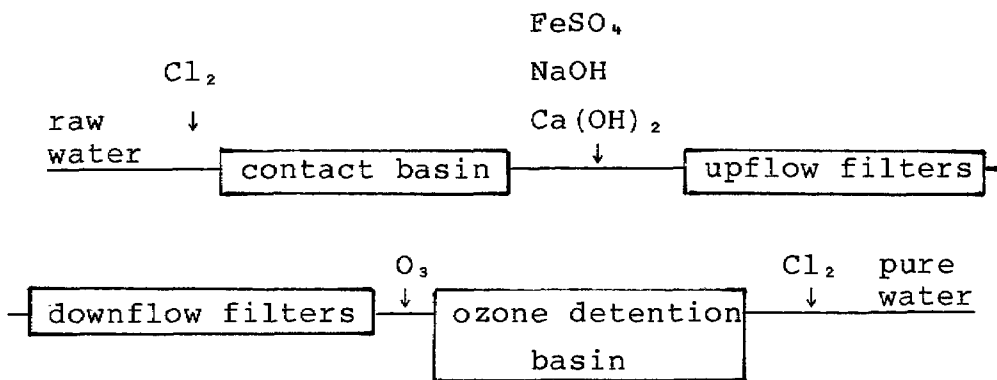 FeSO₄
Cl₂ NaOH
↓ Ca(OH)₂
raw ↓
water contact basin upflow filters
O₃ Cl₂ pure
↓ ↓ water
downflow filters ozone detention
basin